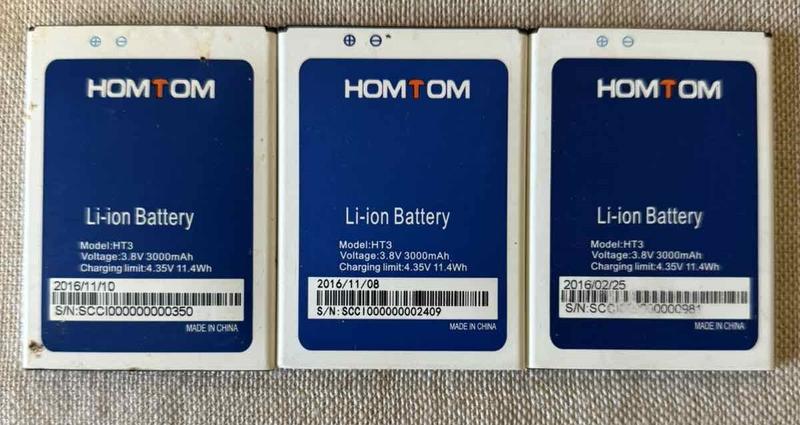 HOMTOM
Li-ion Battery
Model:HT3
Voltage:3.8V 3000mAh
Charging limit:4.35V 11.4Wh
2016/11/10
S/N:SCCI000000000350
MADE IN CHINA
HOMTOM
Li-ion Battery
Model:HT3
Voltage:3.8V 3000mAh
Charging limit:4.35V 11.4Wh
2016/11/08
S/N:SCCI000000002409
MADE IN CHINA
HOMTOM
Li-ion Battery
Model:HT3
Voltage:3.8V 3000mAh
Charging limit:4.35V 11.4Wh
2016/02/25
MADE IN CHINA